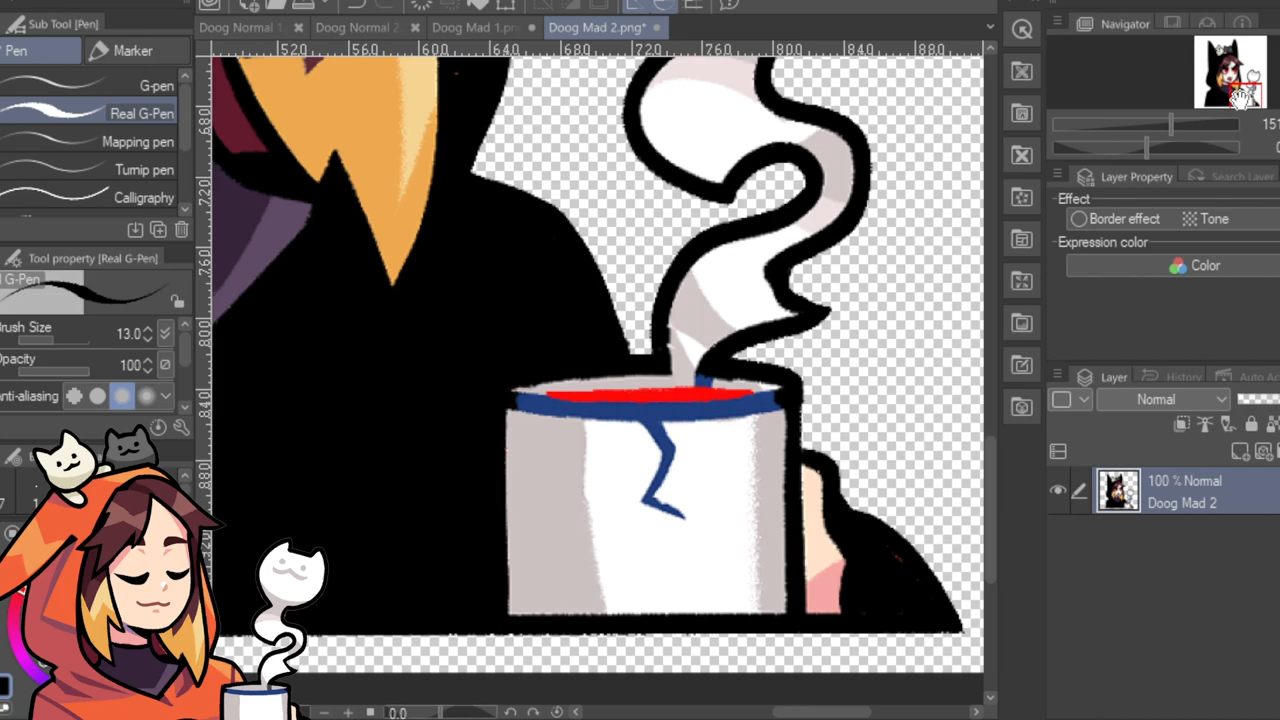 Sub Tool [Pen]
Doog Normal 1
Doog Normal 2
Doog Mad 1.pn
Doog Mad 2.png*
Navigator
Pen
Marker
520 560 600 640 680 720 760 800 840 880
G-pen
Real G-Pen
Mapping pen
Turnip pen
Calligraphy
680
720
760
800
840
880
151
Layer Property
Search Layer
Effect
Border effect
Tone
Expression color
Color
Tool property [Real G-Pen]
G-Pen
Brush Size
13.0
Opacity
100
Anti-aliasing
Layer
History
Auto Ac
Normal
100 % Normal
Doog Mad 2
0.0